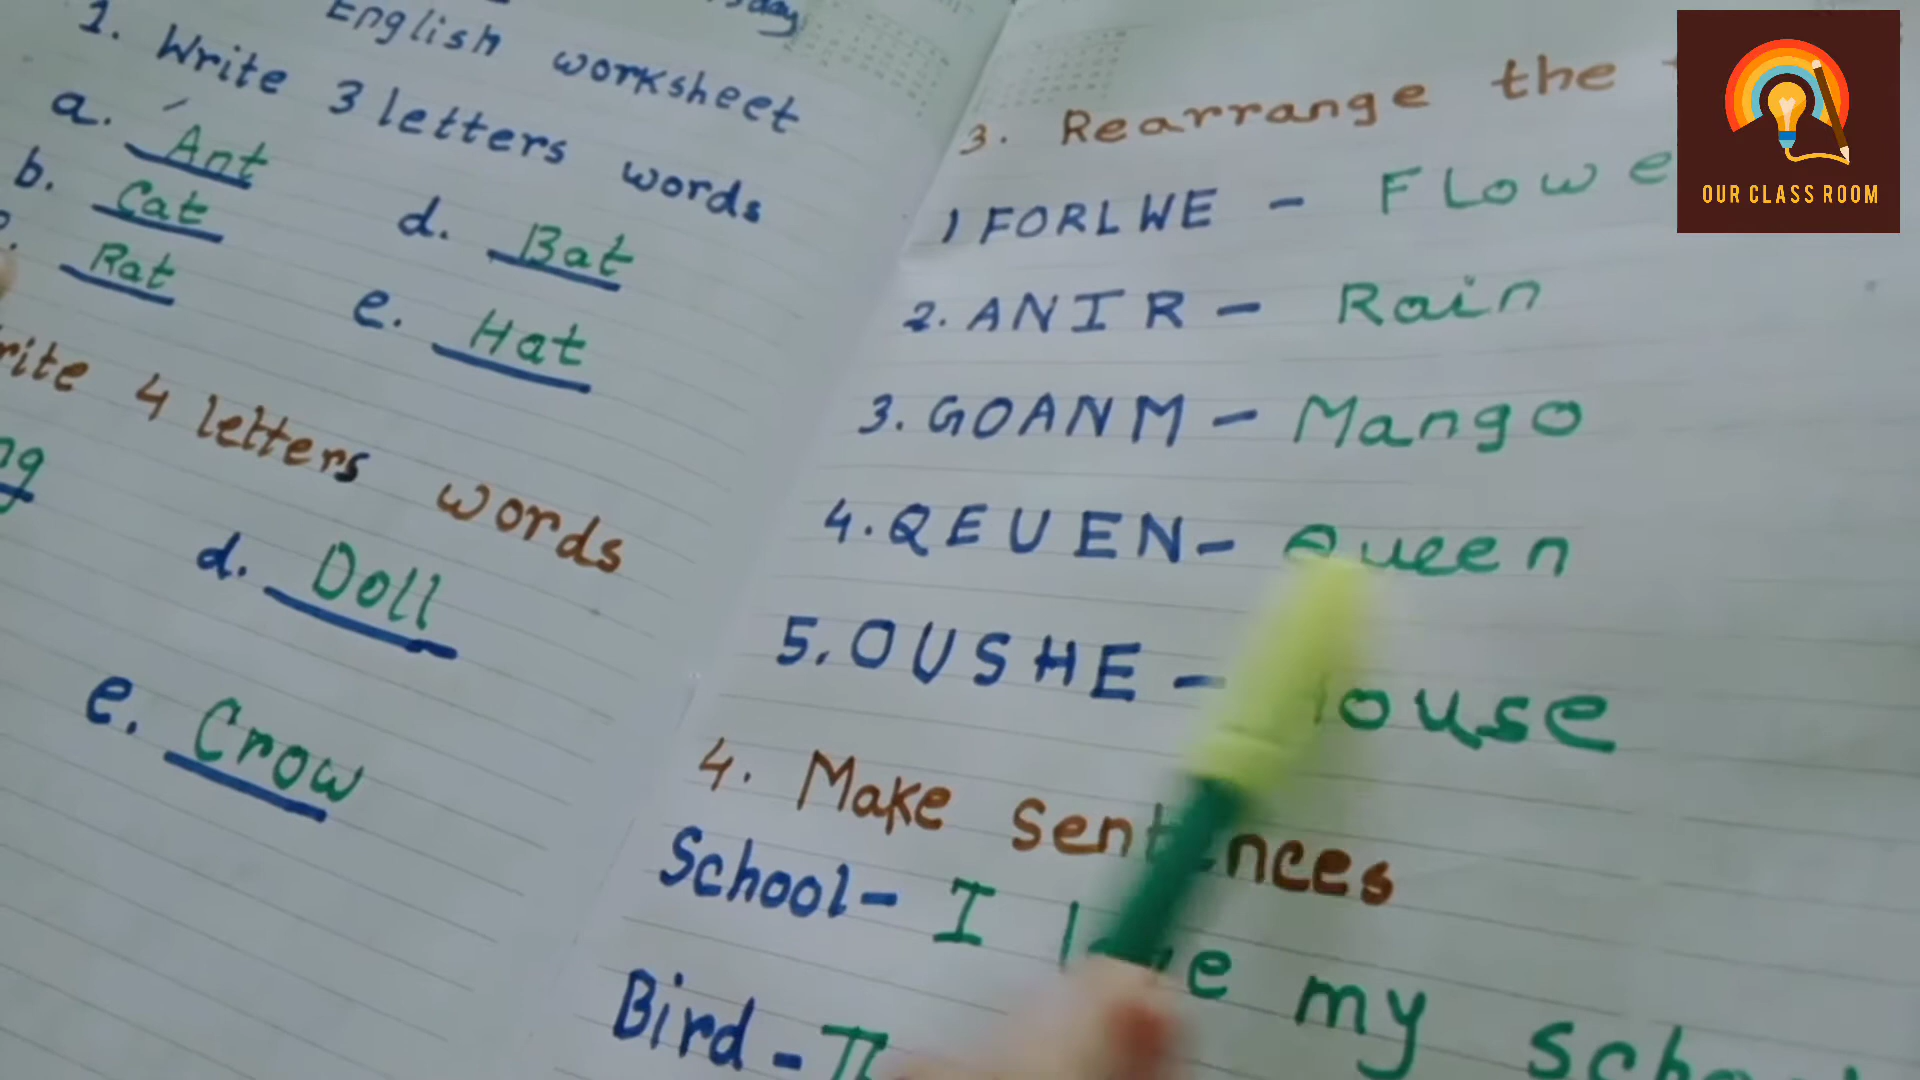 English worksheet
1. Write 3 letters words
a. Ant
b. Cat
Rat
d. Bat
e. Hat
4 letters words
d. Doll
e. Crow
3. Rearrange the
1 FORLWE - Flowe
2. ANIR - Rain
3. GOANM - Mango
4. QEUEN - Queen
5. OUSHE - ouse
4. Make sentences
School - I my
Bird -
OUR CLASS ROOM